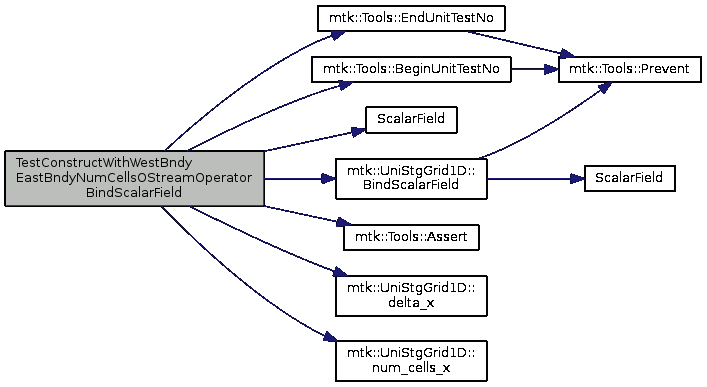 TestConstructWithWestBndy
EastBndyNumCellsOStreamOperator
BindScalarField
mtk::Tools::EndUnitTestNo
mtk::Tools::BeginUnitTestNo
ScalarField
mtk::UniStgGrid1D::
BindScalarField
mtk::Tools::Assert
mtk::UniStgGrid1D::
delta_x
mtk::UniStgGrid1D::
num_cells_x
mtk::Tools::Prevent
ScalarField